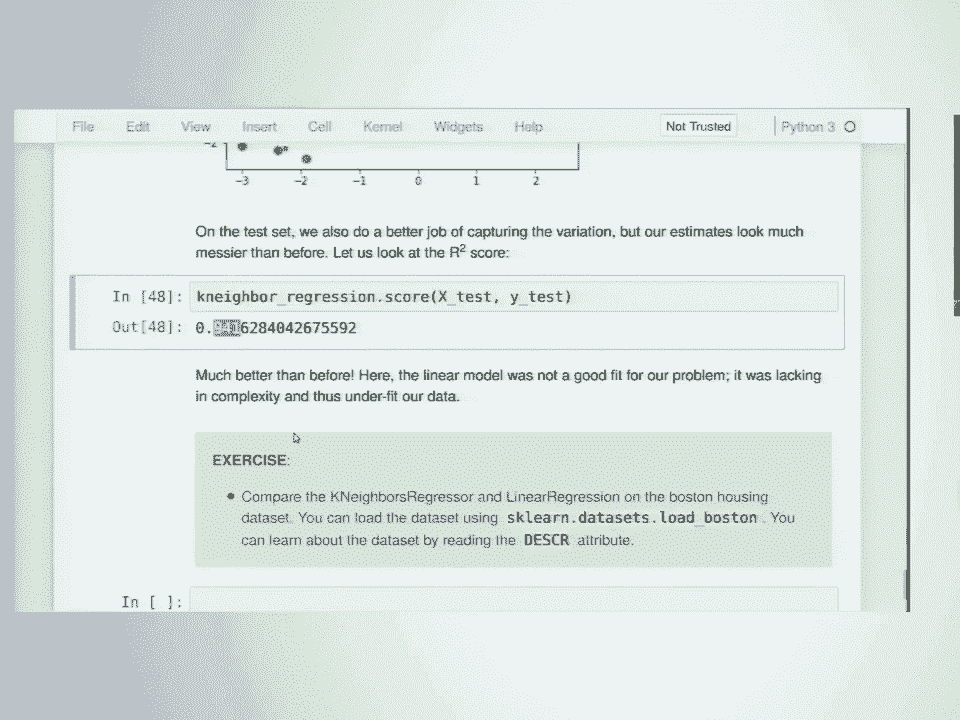 File Edit View Insert Cell Kernel Widgets Help Not Trusted Python 3
−2
−3 −2 −1 0 1 2
On the test set, we also do a better job of capturing the variation, but our estimates look much
messier than before. Let us look at the R² score:
In [48]: kneighbor_regression.score(X_test, y_test)
Out[48]:
Much better than before! Here, the linear model was not a good fit for our problem; it was lacking
in complexity and thus under-fit our data.
EXERCISE:
Compare the KNeighborsRegressor and LinearRegression on the boston housing
dataset. You can load the dataset using sklearn.datasets.load_boston . You
can learn about the dataset by reading the DESCR attribute.
In [ ]: